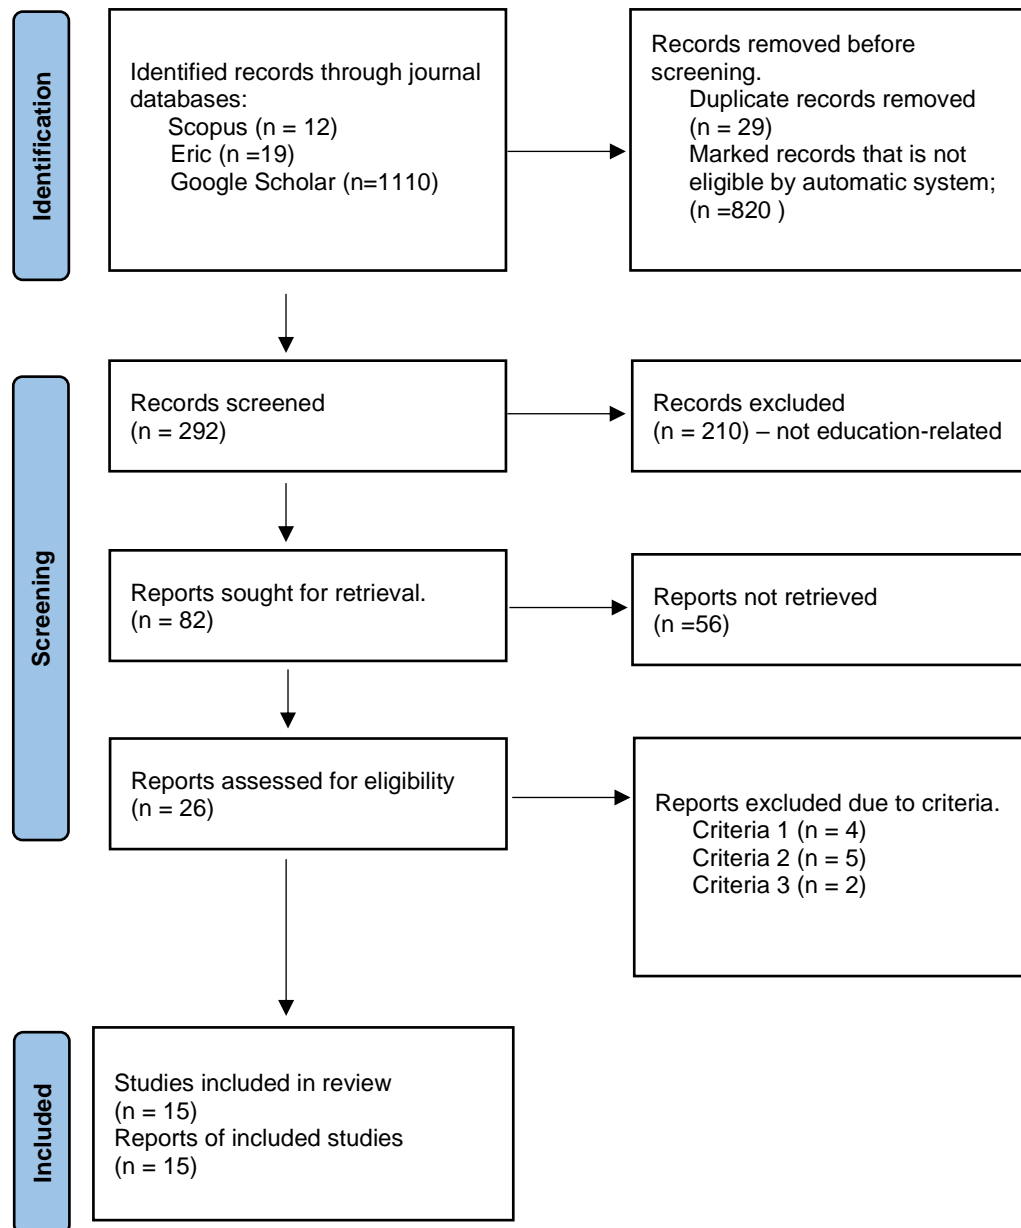 Identification
Identified records through journal
databases:
Scopus (n = 12)
Eric (n =19)
Google Scholar (n=1110)
Records removed before
screening.
Duplicate records removed
(n = 29)
Marked records that is not
eligible by automatic system;
(n =820 )
Screening
Records screened
(n = 292)
Records excluded
(n = 210) – not education-related
Reports sought for retrieval.
(n = 82)
Reports not retrieved
(n =56)
Reports assessed for eligibility
(n = 26)
Reports excluded due to criteria.
Criteria 1 (n = 4)
Criteria 2 (n = 5)
Criteria 3 (n = 2)
Included
Studies included in review
(n = 15)
Reports of included studies
(n = 15)